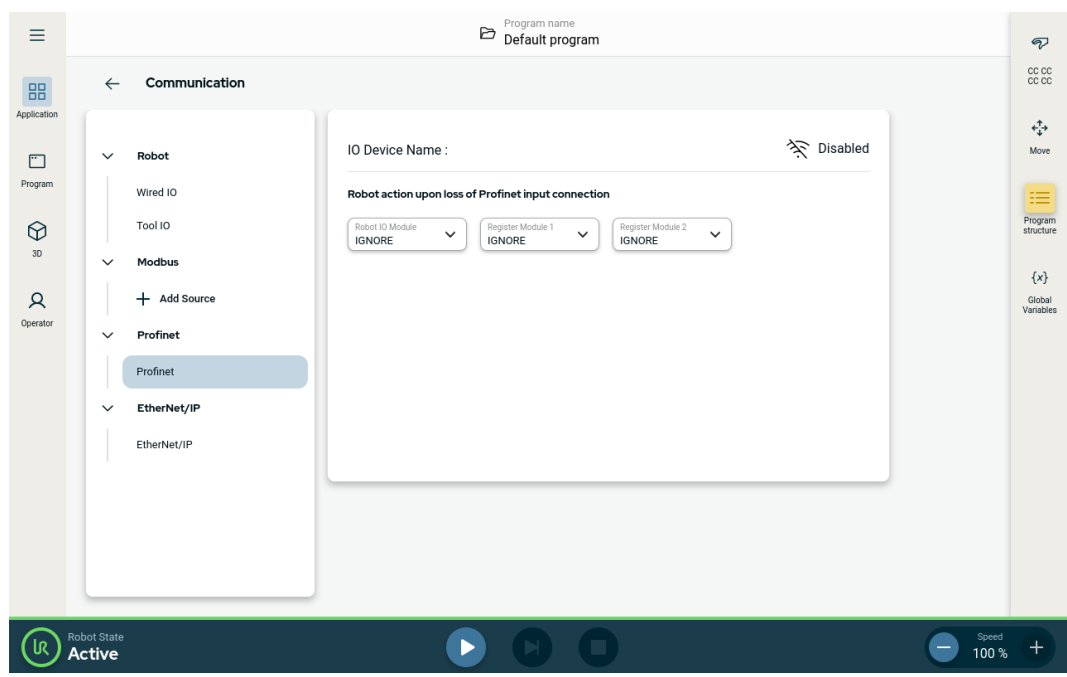 Program name
Default program
Communication
Application
Program
3D
Operator
Robot
Wired IO
Tool IO
Modbus
Add Source
Profinet
Profinet
EtherNet/IP
EtherNet/IP
IO Device Name :
Disabled
Robot action upon loss of Profinet input connection
Robot IO Module
IGNORE
Register Module 1
IGNORE
Register Module 2
IGNORE
CC CC
CC CC
Move
Program
structure
{x}
Global
Variables
Robot State
Active
Speed
100 %